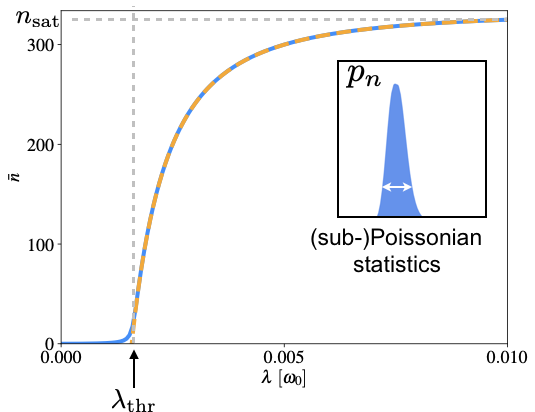 n_sat
300
200
100
0
n̄
p_n
(sub-)Poissonian
statistics
0.000
0.005
0.010
λ [ω₀]
λ_thr